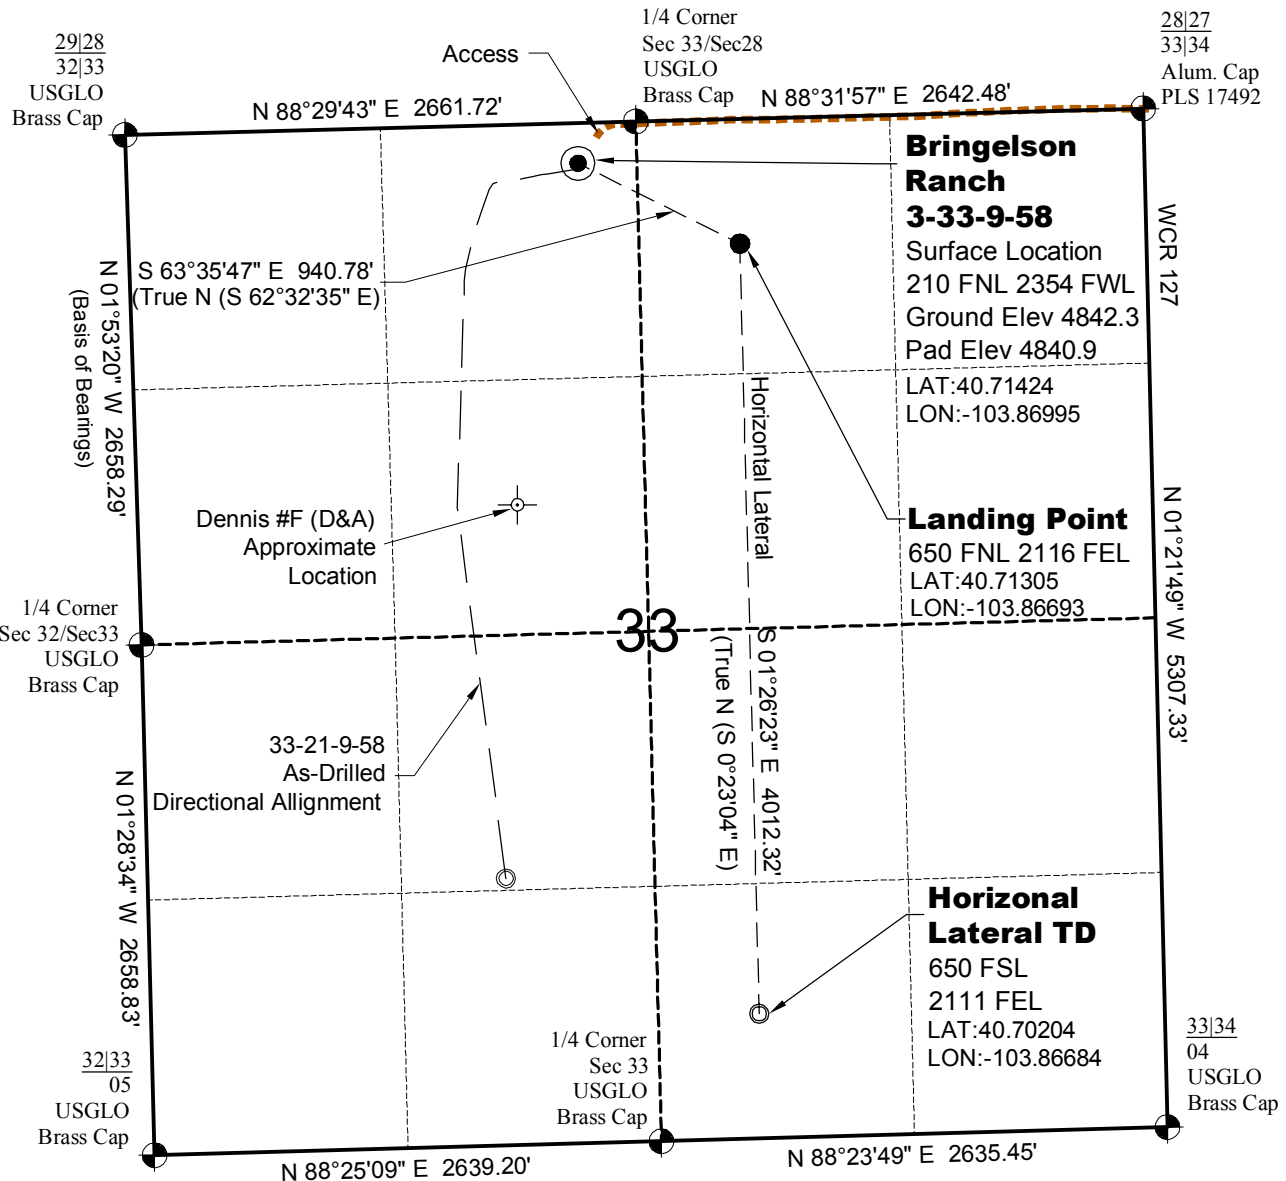 29|28
32|33
USGLO
Brass Cap
Access
1/4 Corner
Sec 33/Sec28
USGLO
Brass Cap
28|27
33|34
Alum. Cap
PLS 17492
N 88°29'43" E 2661.72'
N 88°31'57" E 2642.48'
Bringelson
Ranch
3-33-9-58
Surface Location
210 FNL 2354 FWL
Ground Elev 4842.3
Pad Elev 4840.9
LAT:40.71424
LON:-103.86995
WCR 127
S 63°35'47" E 940.78'
(True N (S 62°32'35" E)
N 01°53'20" W 2658.29'
(Basis of Bearings)
Horizontal Lateral
Dennis #F (D&A)
Approximate
Location
Landing Point
650 FNL 2116 FEL
LAT:40.71305
LON:-103.86693
N 01°21'49" W 5307.33'
1/4 Corner
Sec 32/Sec33
USGLO
Brass Cap
33
S 01°26'23" E 4012.32'
(True N (S 0°23'04" E)
33-21-9-58
As-Drilled
Directional Allignment
N 01°28'34" W 2658.83'
Horizonal
Lateral TD
650 FSL
2111 FEL
LAT:40.70204
LON:-103.86684
32|33
05
USGLO
Brass Cap
1/4 Corner
Sec 33
USGLO
Brass Cap
33|34
04
USGLO
Brass Cap
N 88°25'09" E 2639.20'
N 88°23'49" E 2635.45'